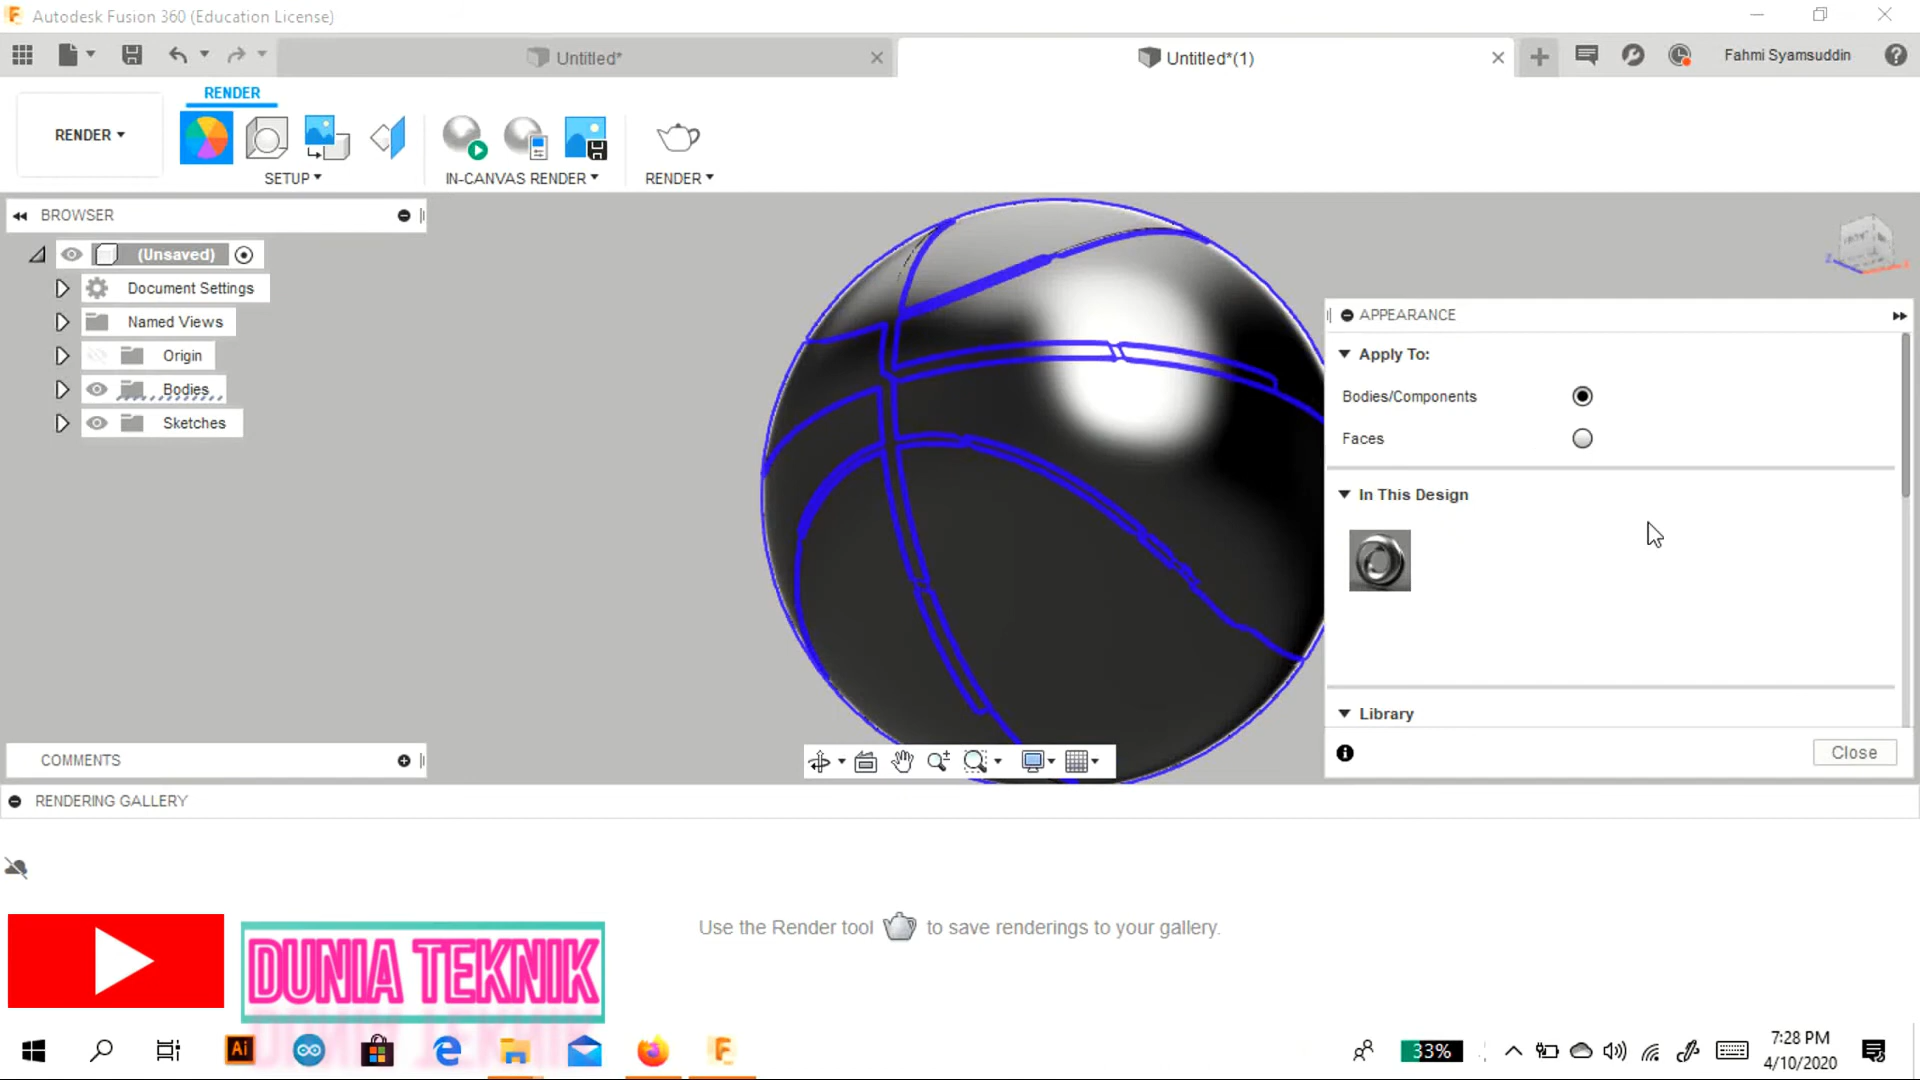 Autodesk Fusion 360 (Education License)
Untitled*
Untitled*(1)
Fahmi Syamsuddin
RENDER
RENDER
SETUP
IN-CANVAS RENDER
RENDER
BROWSER
(Unsaved)
Document Settings
Named Views
Origin
Bodies
Sketches
APPEARANCE
Apply To:
Bodies/Components
Faces
In This Design
Library
Close
COMMENTS
RENDERING GALLERY
Use the Render tool to save renderings to your gallery.
DUNIA TEKNIK
Ai
33%
7:28 PM
4/10/2020